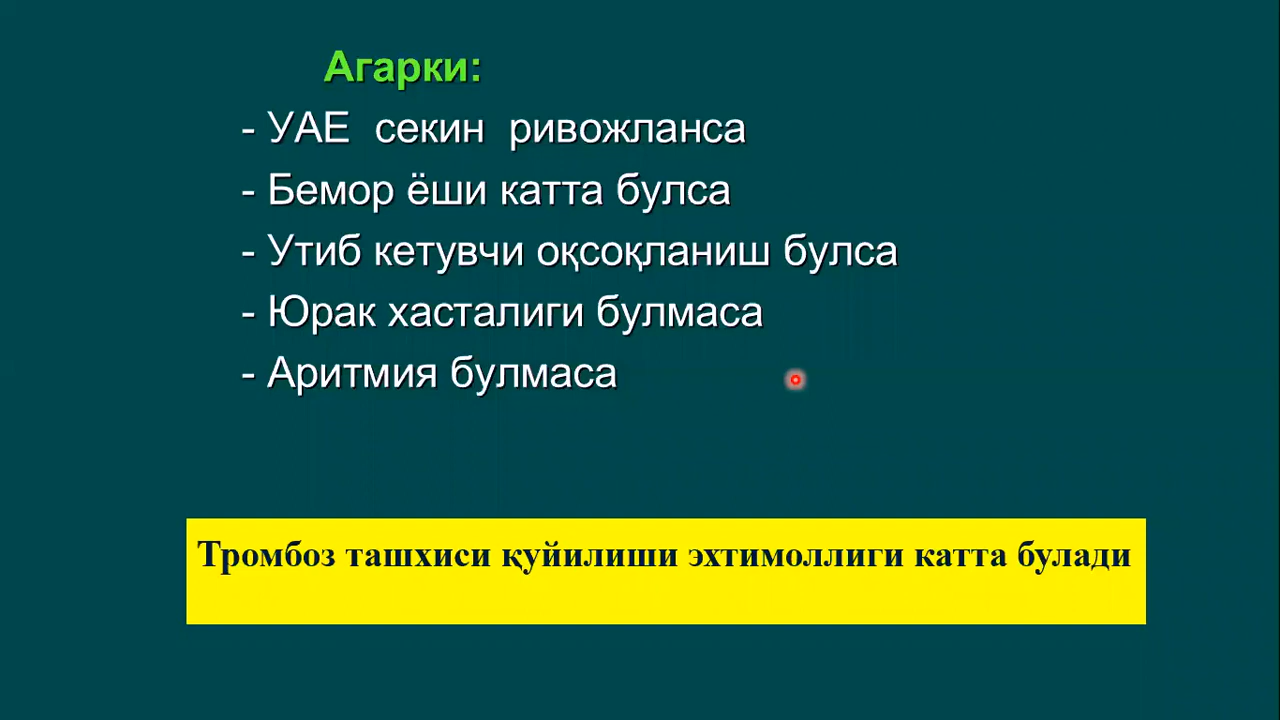 Агарки:
- УАЕ секин ривожланса
- Бемор ёши катта булса
- Утиб кетувчи оқсоқланиш булса
- Юрак хасталиги булмаса
- Аритмия булмаса
Тромбоз ташхиси қуйилиши эхтимоллиги катта булади